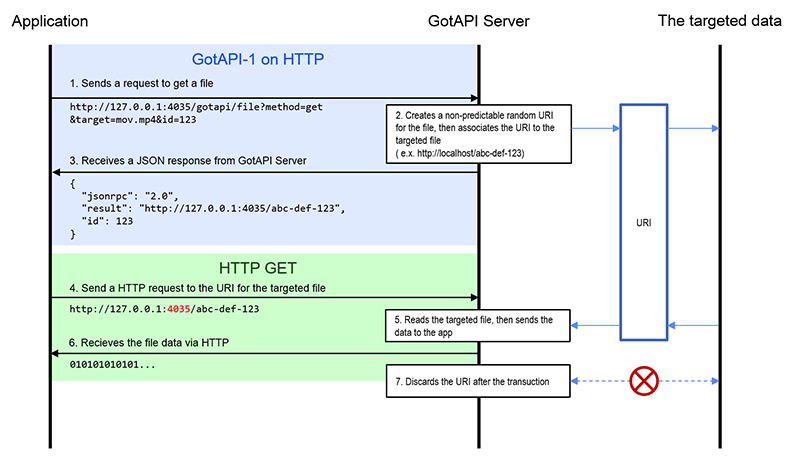 Application
GotAPI Server
The targeted data
GotAPI-1 on HTTP
1. Sends a request to get a file
http://127.0.0.1:4035/gotapi/file?method=get
&target=mov.mp4&id=123
2. Creates a non-predictable random URI
for the file, then associates the URI to the
targeted file
( e.x. http://localhost/abc-def-123)
3. Receives a JSON response from GotAPI Server
{
"jsonrpc": "2.0",
"result": "http://127.0.0.1:4035/abc-def-123",
"id": 123
}
URI
HTTP GET
4. Send a HTTP request to the URI for the targeted file
http://127.0.0.1:4035/abc-def-123
5. Reads the targeted file, then sends the
data to the app
6. Recieves the file data via HTTP
010101010101...
7. Discards the URI after the transuction